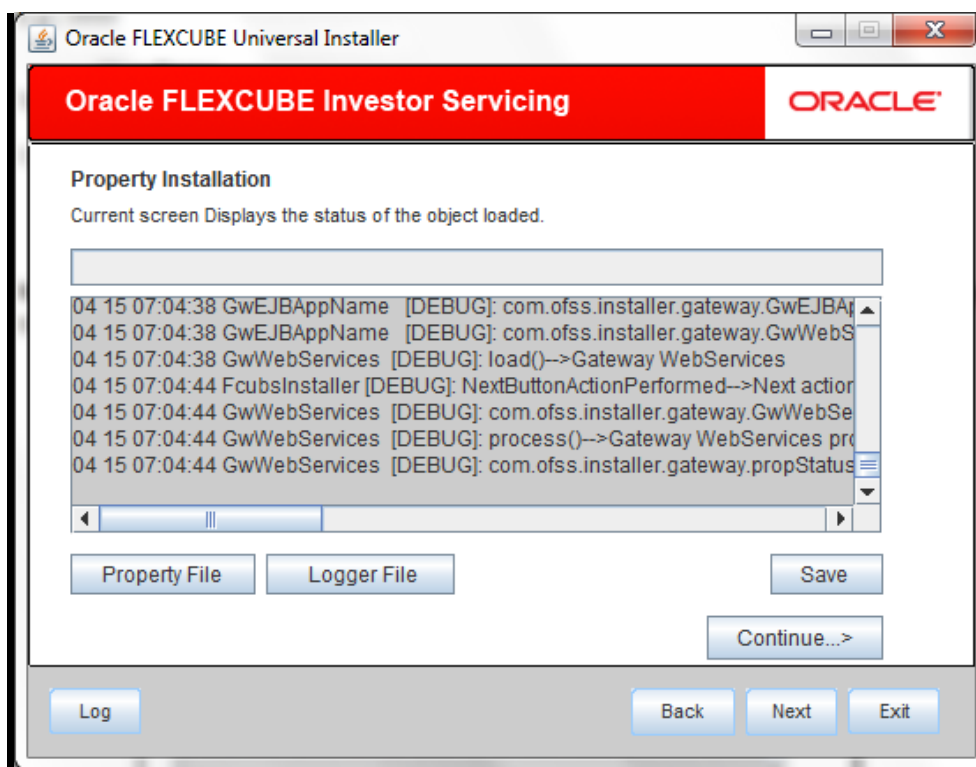 Oracle FLEXCUBE Universal Installer
Oracle FLEXCUBE Investor Servicing
ORACLE
Property Installation
Current screen Displays the status of the object loaded.
04 15 07:04:38 GwEJBAppName [DEBUG]: com.ofss.installer.gateway.GwEJBAp
04 15 07:04:38 GwEJBAppName [DEBUG]: com.ofss.installer.gateway.GwWebS
04 15 07:04:38 GwWebServices [DEBUG]: load()-->Gateway WebServices
04 15 07:04:44 FcubsInstaller [DEBUG]: NextButtonActionPerformed-->Next action
04 15 07:04:44 GwWebServices [DEBUG]: com.ofss.installer.gateway.GwWebSe
04 15 07:04:44 GwWebServices [DEBUG]: process()-->Gateway WebServices pro
04 15 07:04:44 GwWebServices [DEBUG]: com.ofss.installer.gateway.propStatus
Property File Logger File Save
Continue...>
Log Back Next Exit